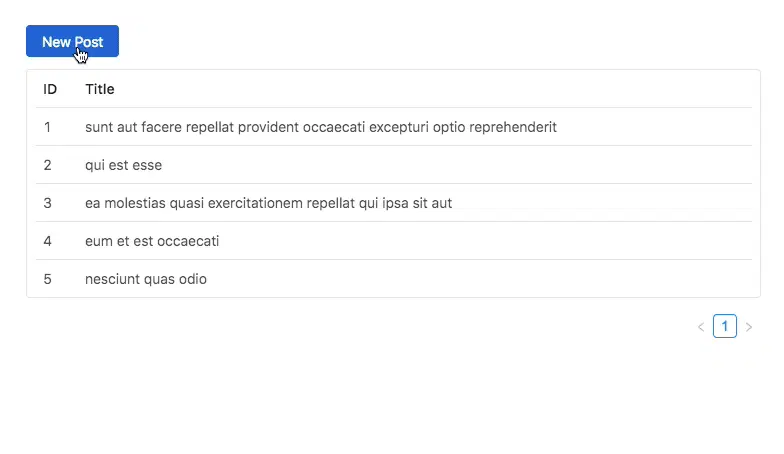 New Post
ID Title
1 sunt aut facere repellat provident occaecati excepturi optio reprehenderit
2 qui est esse
3 ea molestias quasi exercitationem repellat qui ipsa sit aut
4 eum et est occaecati
5 nesciunt quas odio
1